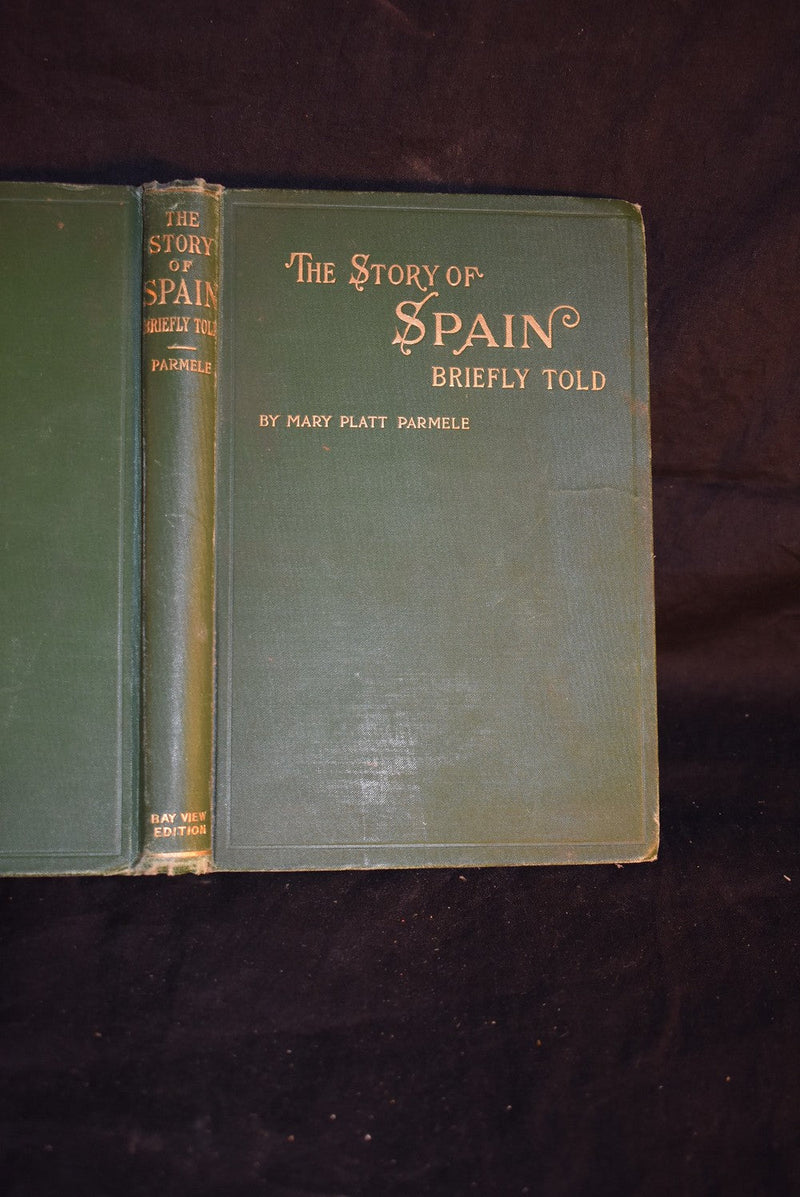 THE
STORY
OF
SPAIN
BRIEFLY TOLD
PARMELE
BAY VIEW
EDITION
THE STORY OF
SPAIN
BRIEFLY TOLD
BY MARY PLATT PARMELE